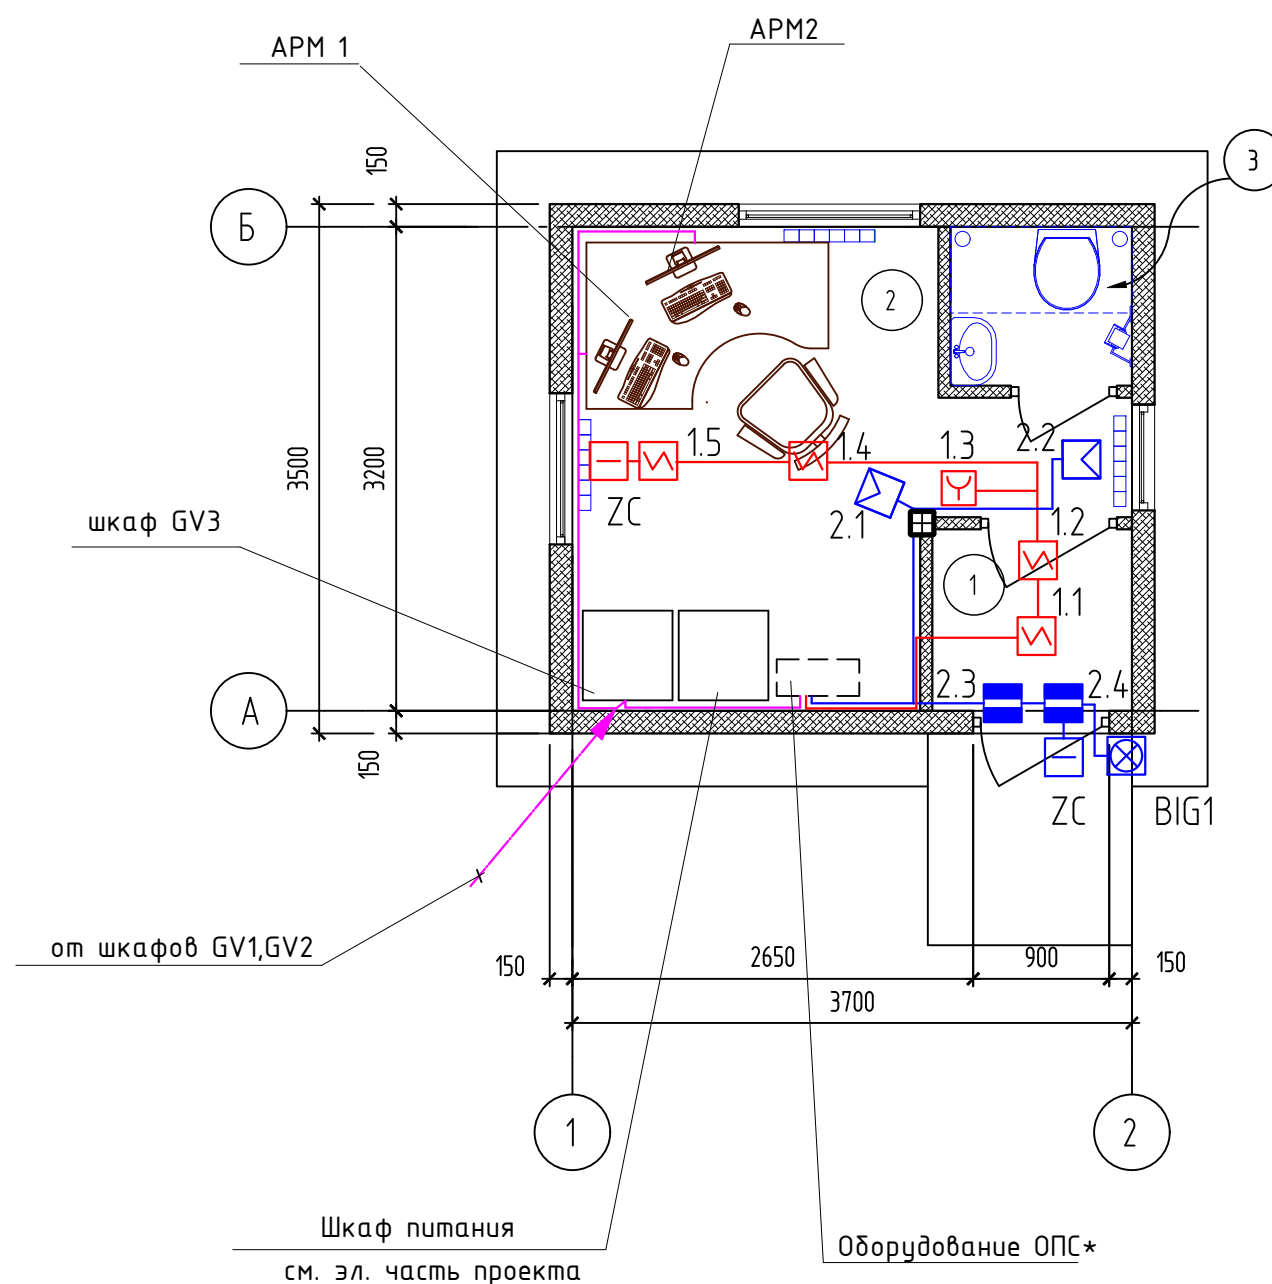 АРМ 1
АРМ2
3
150
Б
2
3500
3200
1.5
1.4
1.3
2.2
ZC
2.1
1.2
шкаф GV3
1
1.1
А
2.3
2.4
150
ZC
BIG1
от шкафов GV1,GV2
150
2650
900
150
3700
1
2
Шкаф питания
см. эл. часть проекта
Оборудование ОПС*